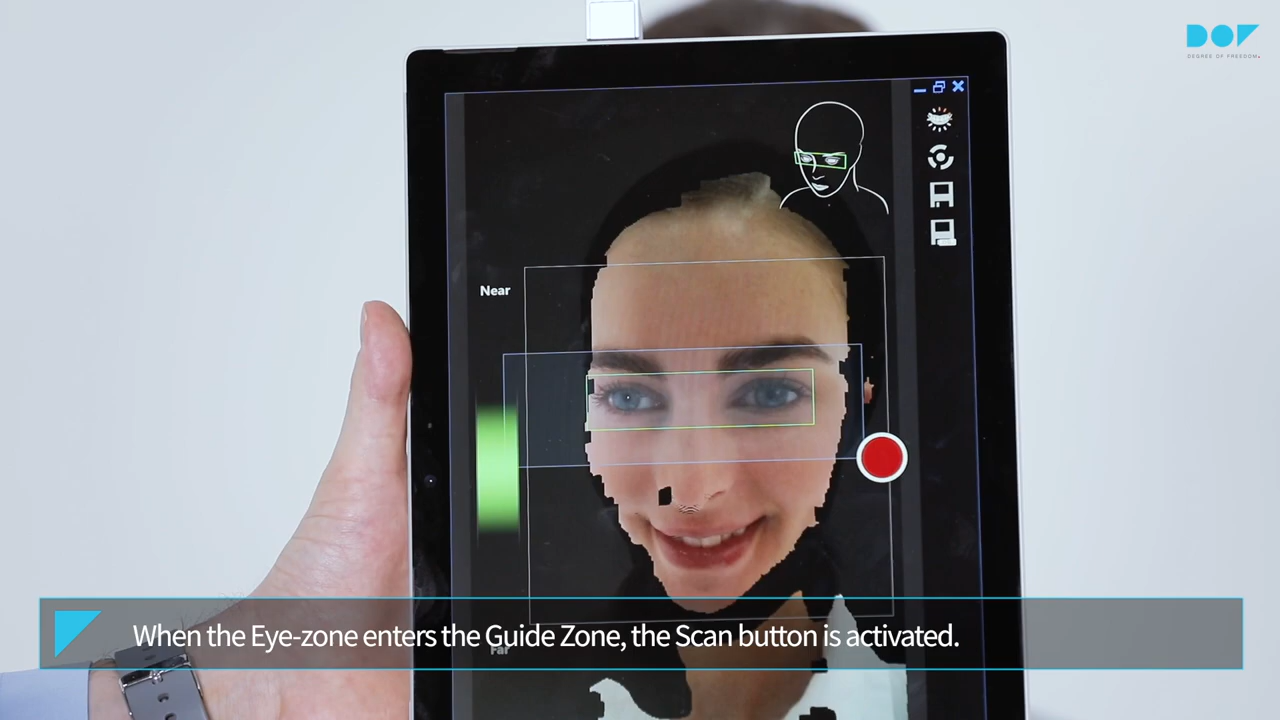 DOF
DEGREE OF FREEDOM.
Near
When the Eye-zone enters the Guide Zone, the Scan button is activated.
Far